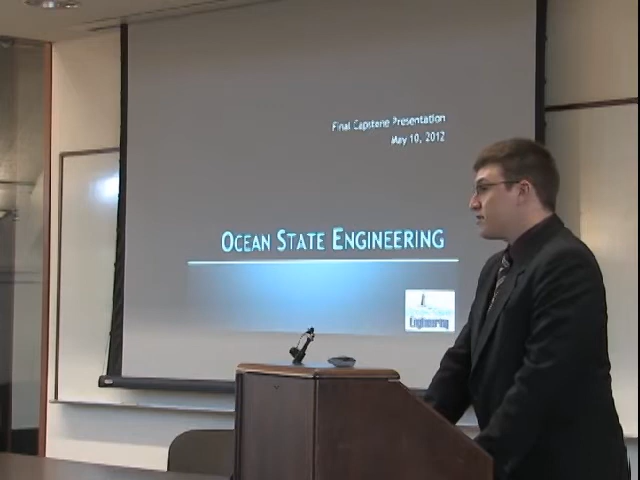 Final Capstone Presentation
May 10, 2012
OCEAN STATE ENGINEERING
Engineering